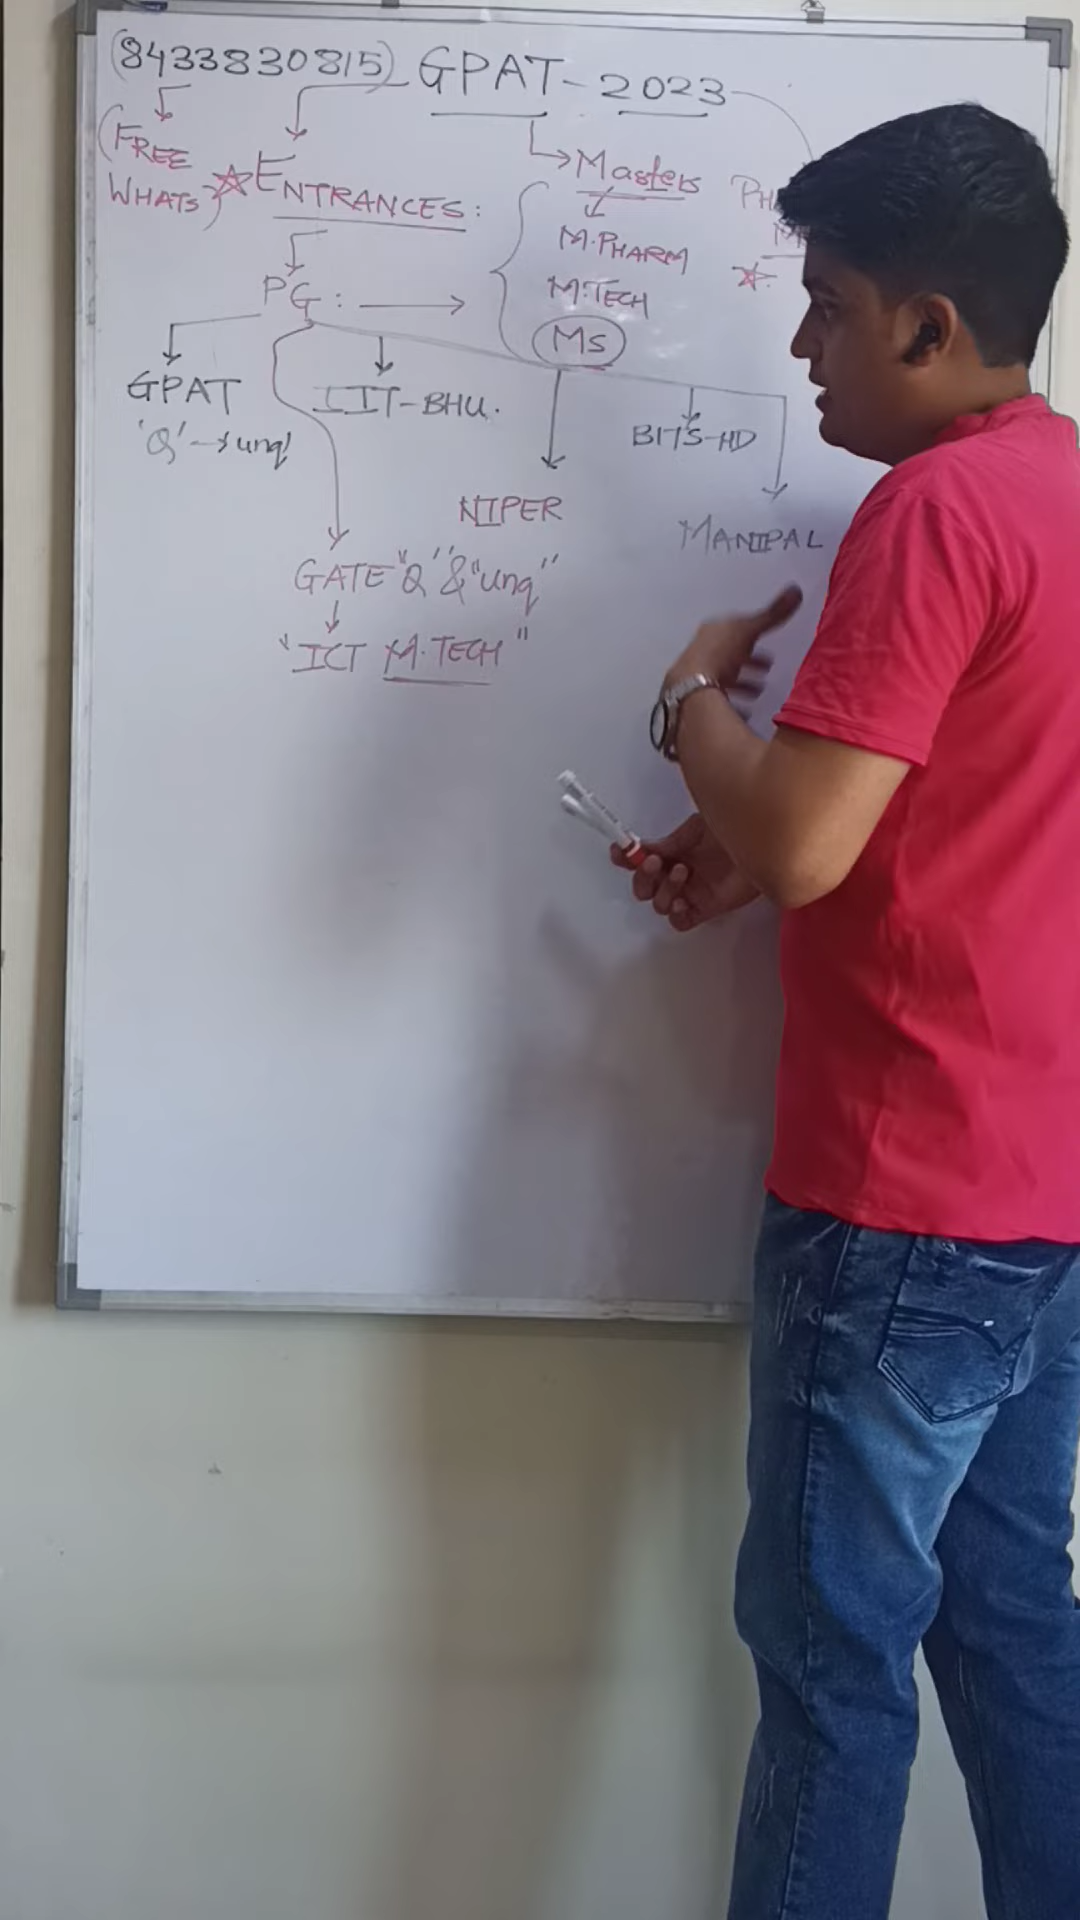 (8433830815) GPAT-2023
(FREE
WHATS)
☆ENTRANCES:
Masters
M.PHARM
M.TECH
MS
PG:
GPAT
'Q' → unq'
IIT-BHU.
NIPER
BITS-HD
MANIPAL
GATE "Q" & "unq"
"ICT M.TECH"